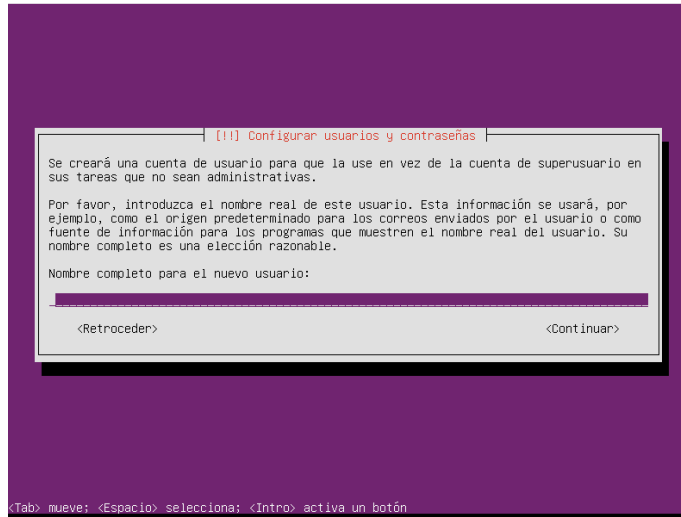 [!!] Configurar usuarios y contraseñas
Se creará una cuenta de usuario para que la use en vez de la cuenta de superusuario en
sus tareas que no sean administrativas.
Por favor, introduzca el nombre real de este usuario. Esta información se usará, por
ejemplo, como el origen predeterminado para los correos enviados por el usuario o como
fuente de información para los programas que muestren el nombre real del usuario. Su
nombre completo es una elección razonable.
Nombre completo para el nuevo usuario:
<Retroceder> <Continuar>
<Tab> mueve; <Espacio> selecciona; <Intro> activa un botón